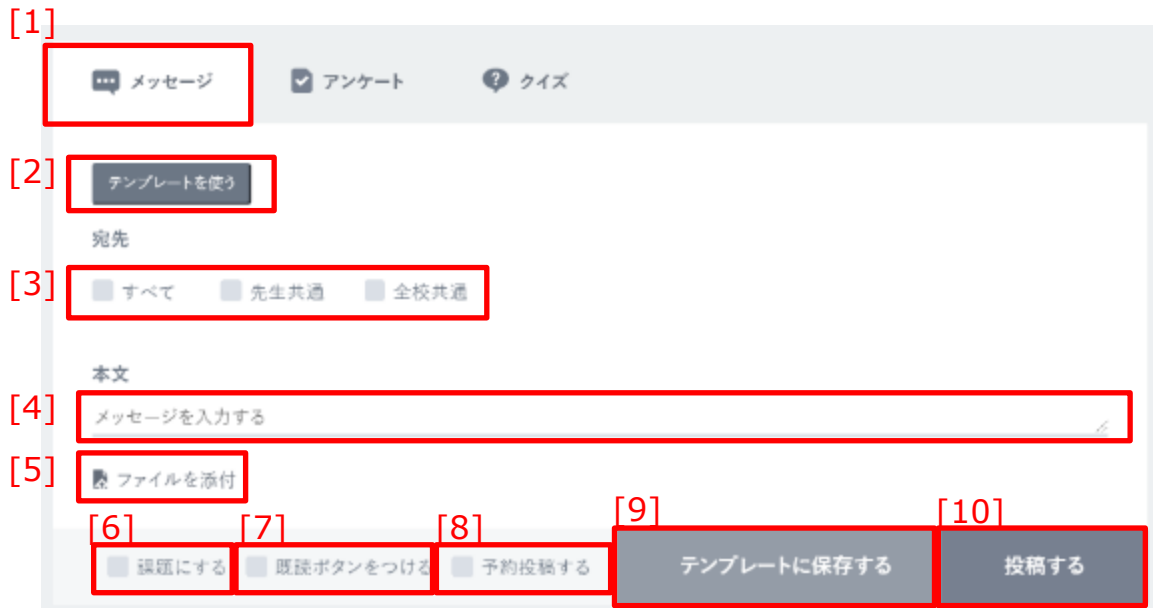 [1]
メッセージ アンケート クイズ
[2] テンプレートを使う
宛先
[3] すべて 先生共通 全校共通
本文
[4] メッセージを入力する
[5] ファイルを添付
[6] [7] [8] [9] [10]
課題にする 既読ボタンをつける 予約投稿する テンプレートに保存する 投稿する